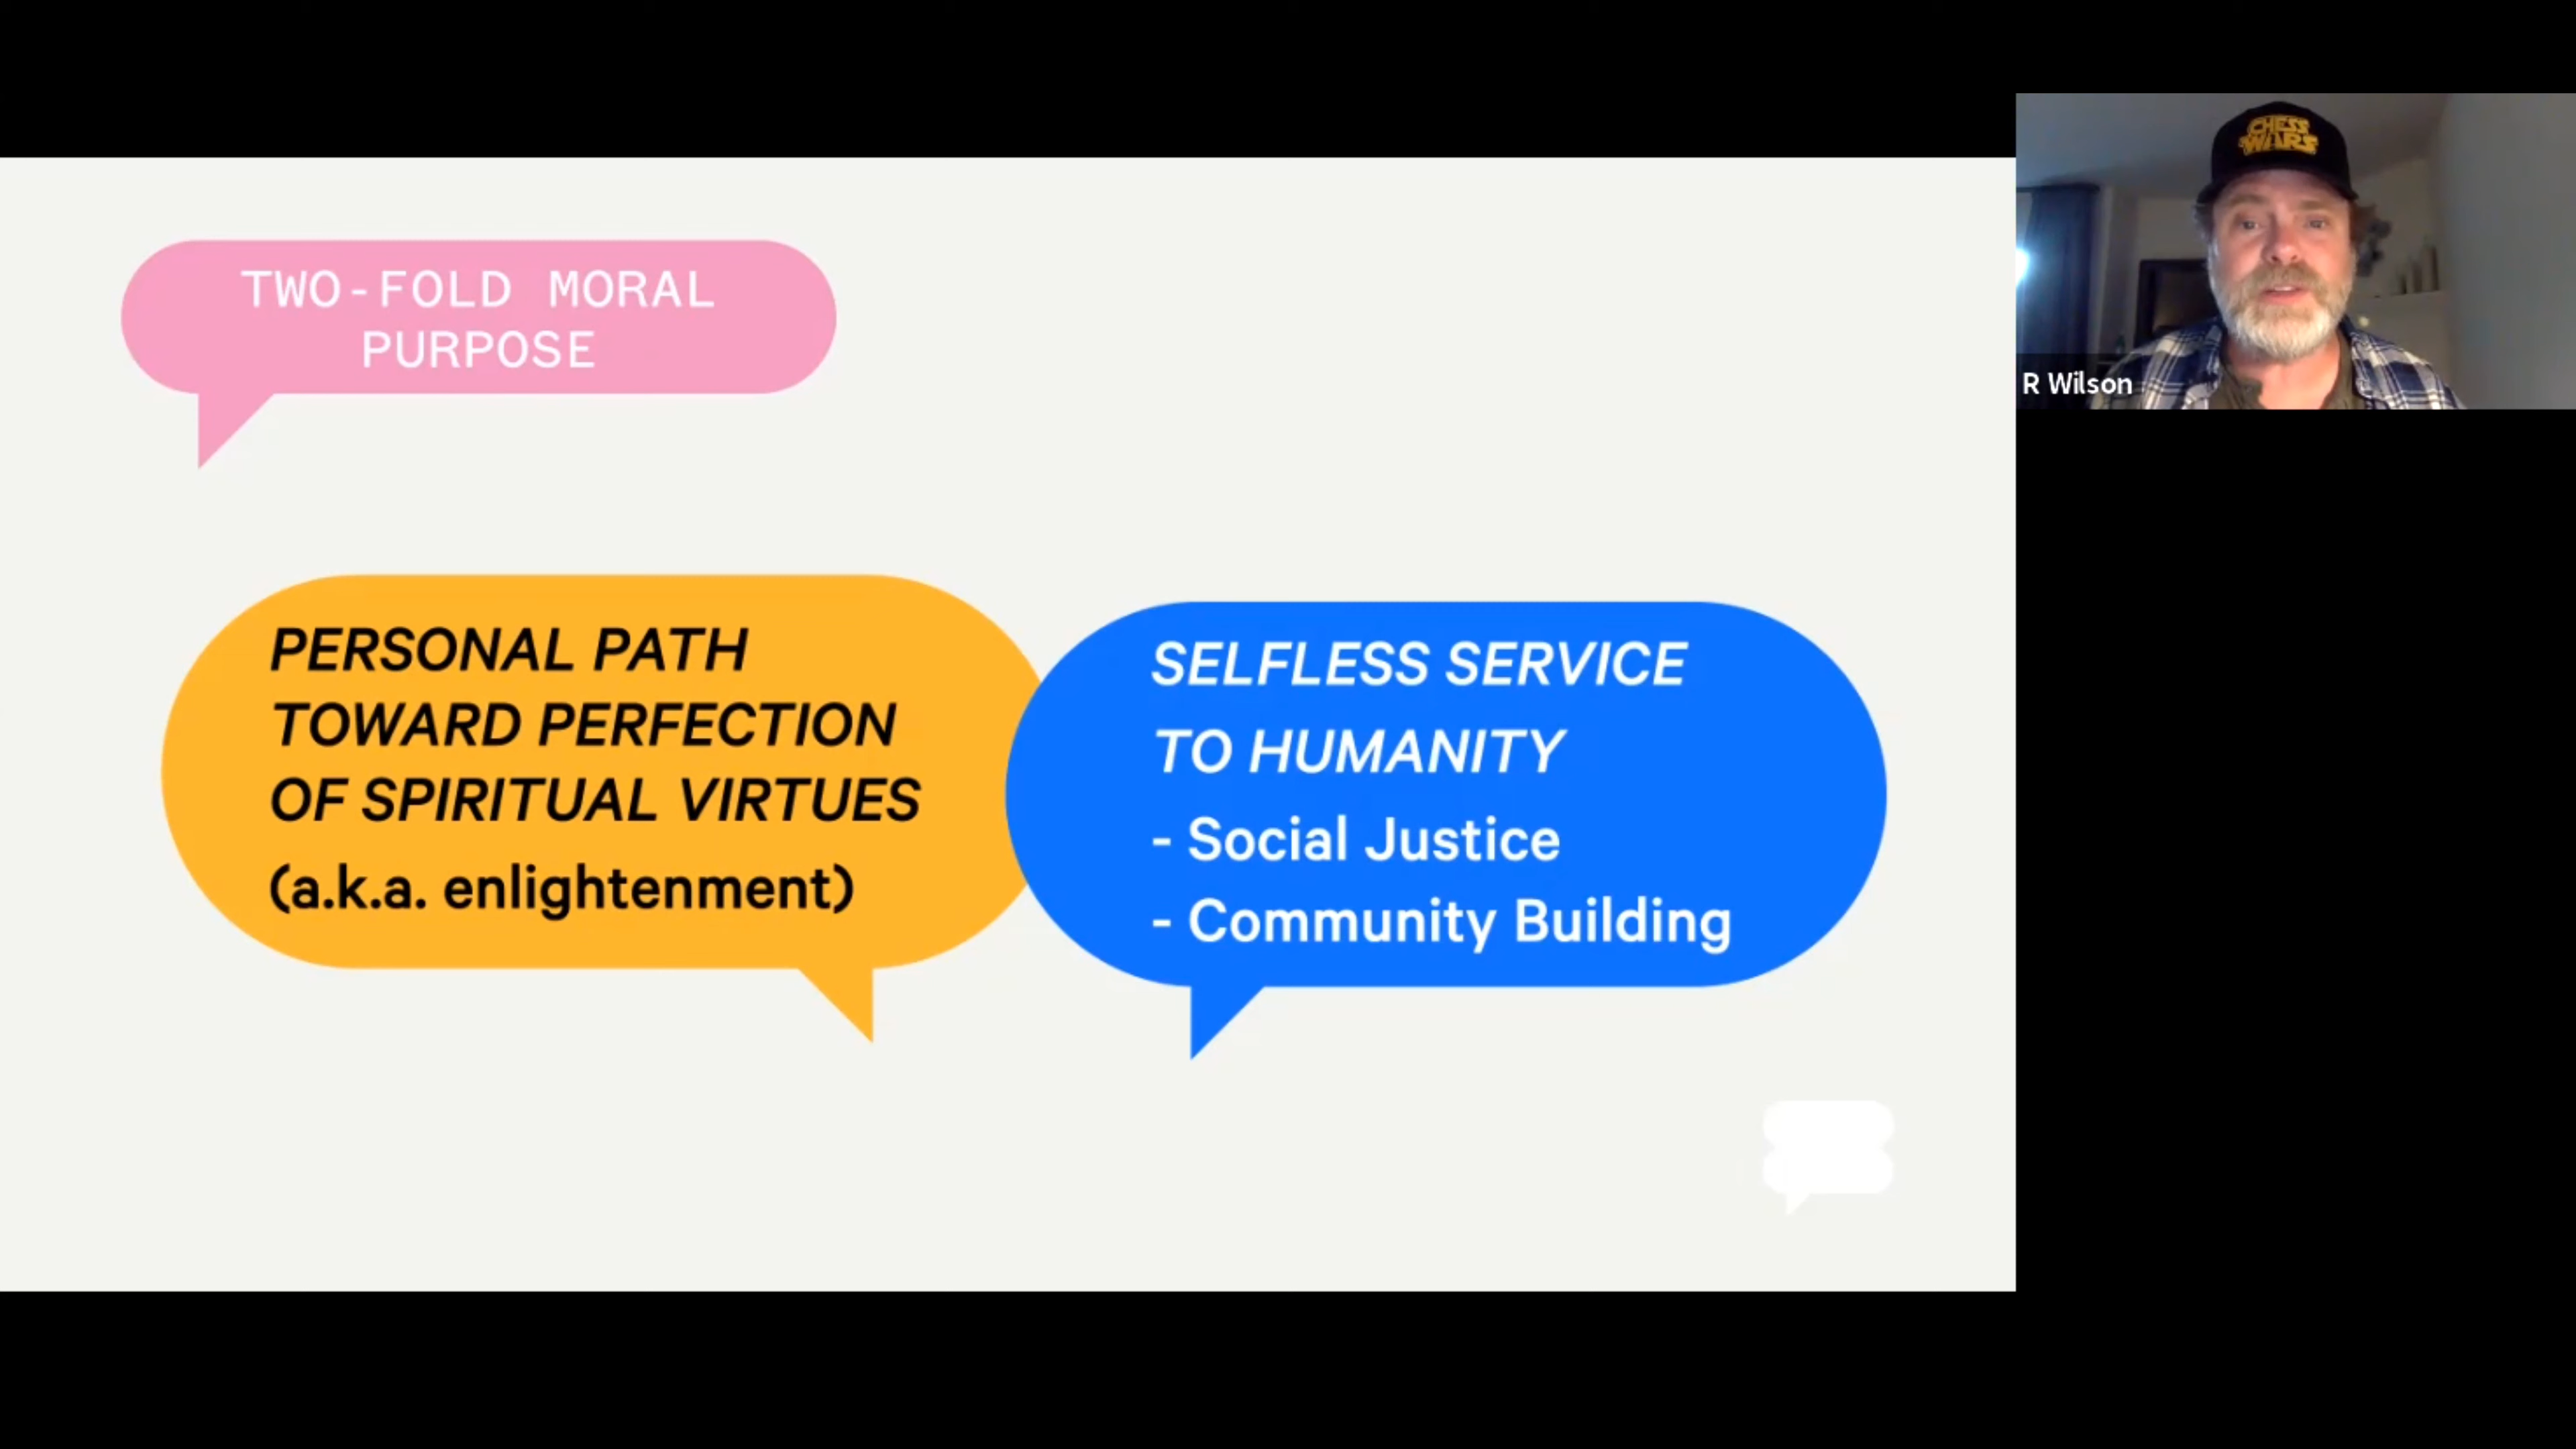 TWO-FOLD MORAL
PURPOSE
PERSONAL PATH
TOWARD PERFECTION
OF SPIRITUAL VIRTUES
(a.k.a. enlightenment)
SELFLESS SERVICE
TO HUMANITY
- Social Justice
- Community Building
CHESS
WARS
R Wilson